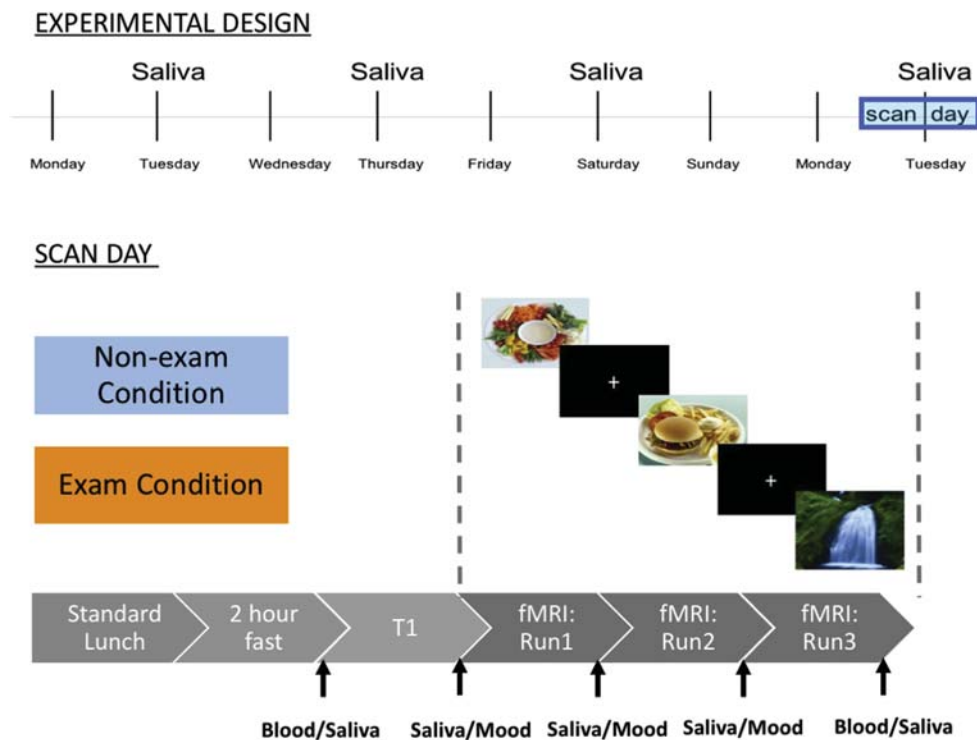 EXPERIMENTAL DESIGN
Saliva Saliva Saliva Saliva
scan day
Monday Tuesday Wednesday Thursday Friday Saturday Sunday Monday Tuesday
SCAN DAY
Non-exam
Condition
Exam Condition
Standard
Lunch
2 hour
fast
T1
fMRI:
Run1
fMRI:
Run2
fMRI:
Run3
Blood/Saliva Saliva/Mood Saliva/Mood Saliva/Mood Blood/Saliva